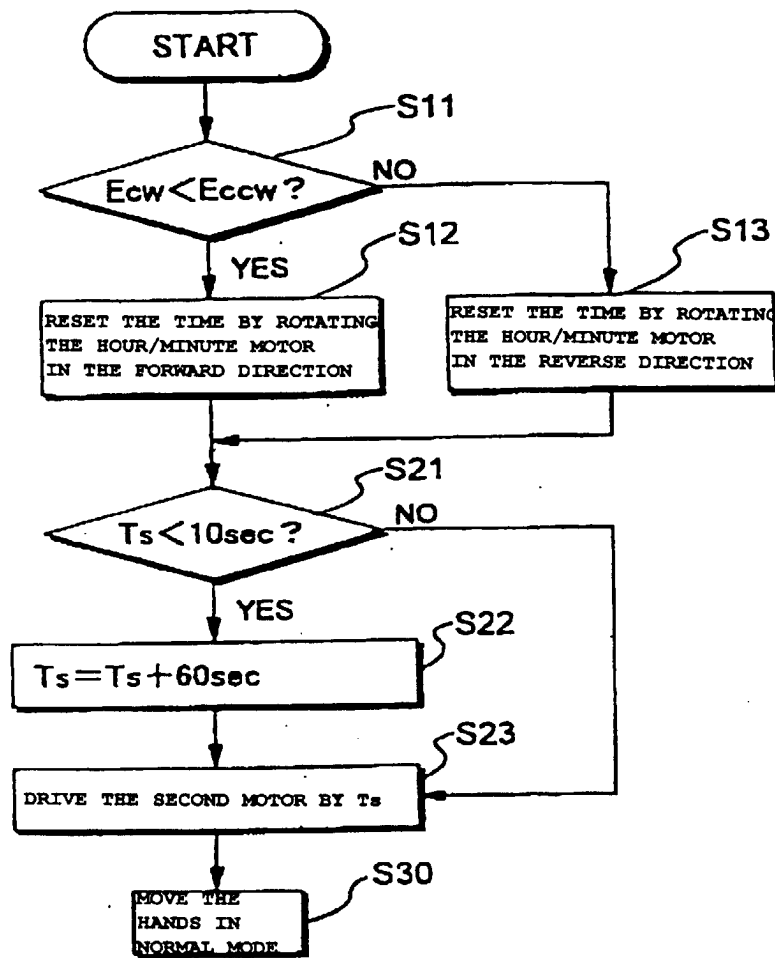 START
S11
Ecw<Eccw?
NO
YES
S12
S13
RESET THE TIME BY ROTATING
THE HOUR/MINUTE MOTOR
IN THE FORWARD DIRECTION
RESET THE TIME BY ROTATING
THE HOUR/MINUTE MOTOR
IN THE REVERSE DIRECTION
S21
Ts<10sec?
NO
YES
S22
Ts=Ts+60sec
S23
DRIVE THE SECOND MOTOR BY Ts
S30
MOVE THE
HANDS IN
NORMAL MODE